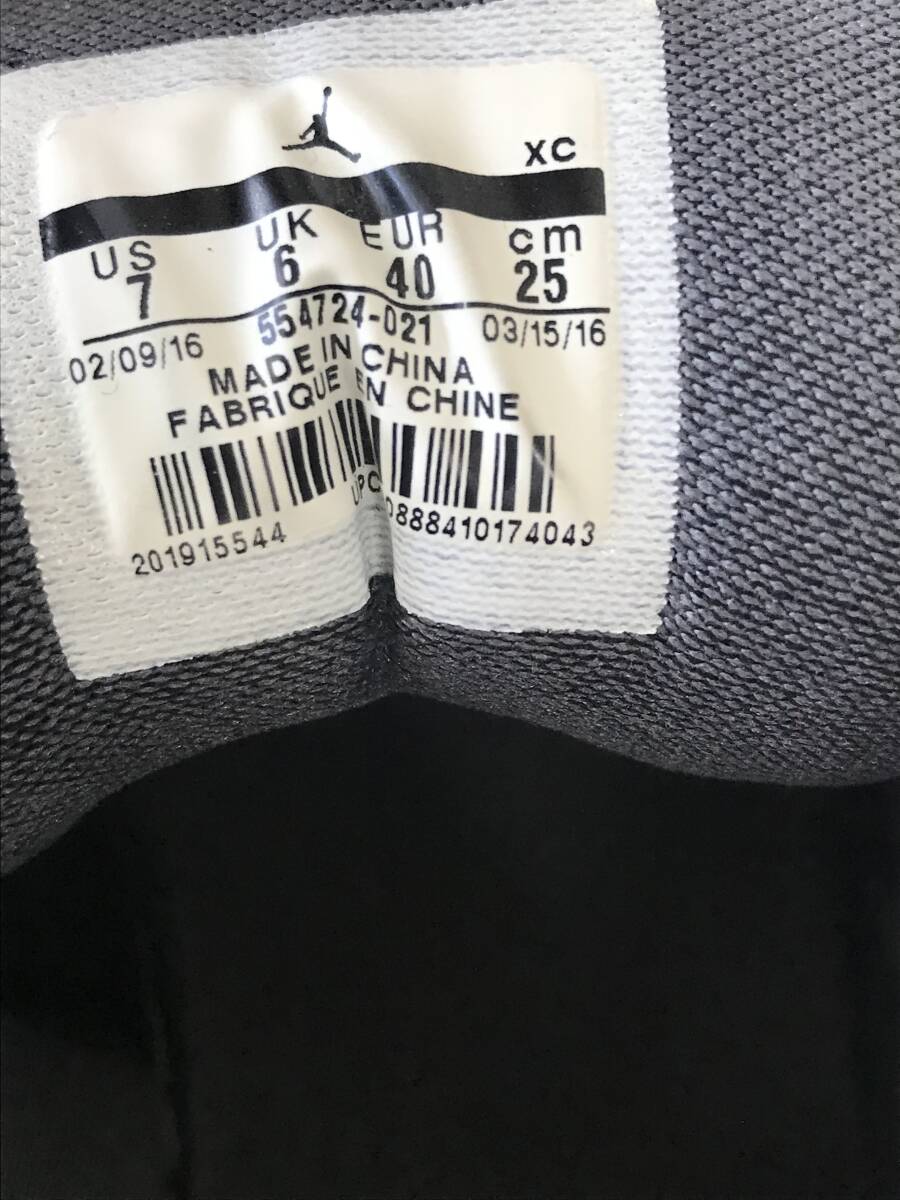 XC
US UK EUR cm
7 6 40 25
02/09/16 554724-021 03/15/16
MADE IN CHINA
FABRIQUE EN CHINE
201915544 UPC 0888410174043